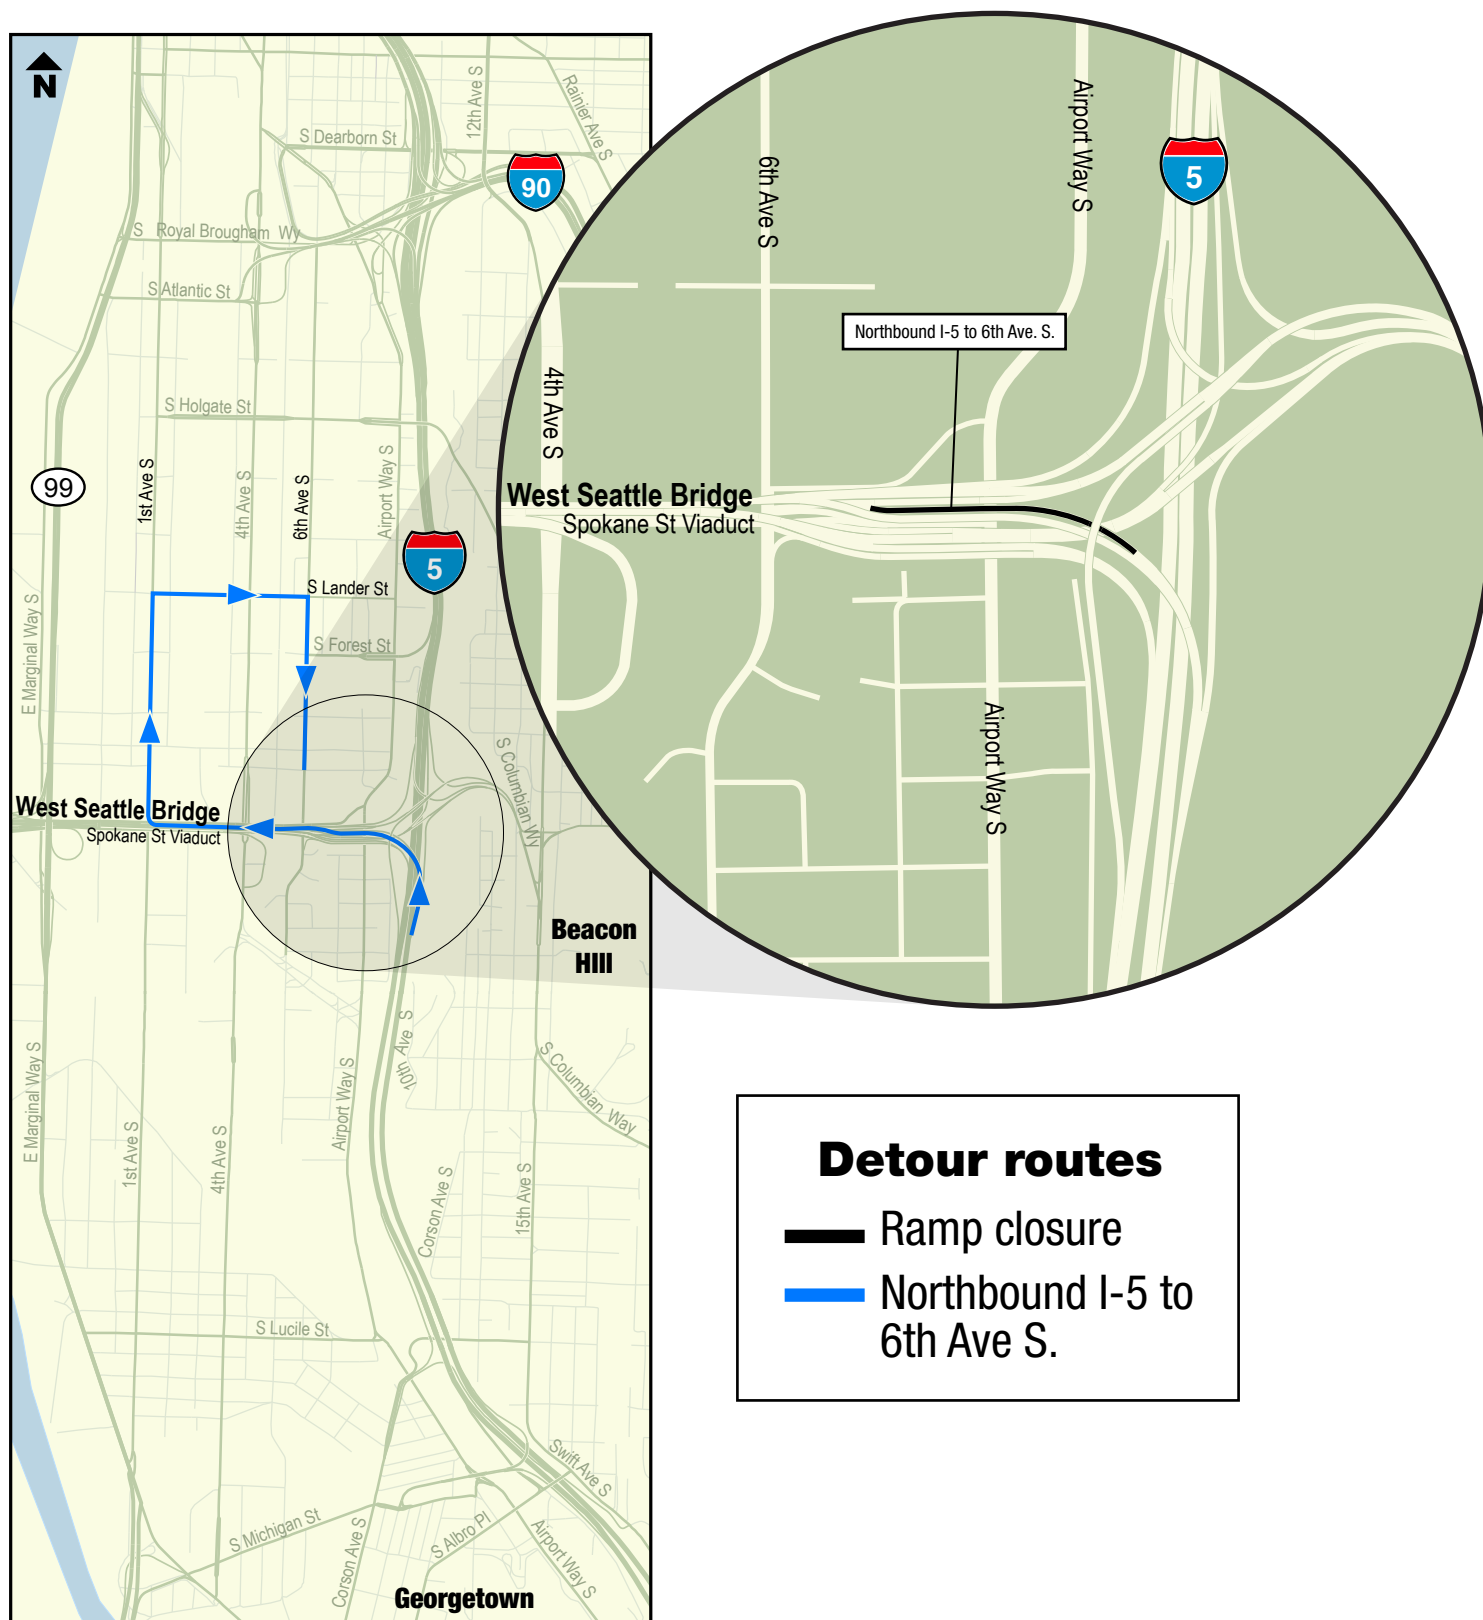 N
S Dearborn St
12th Ave S
Rainier Ave S
90
S Royal Brougham Wy
S Atlantic St
S Holgate St
99
1st Ave S
4th Ave S
6th Ave S
Airport Way S
5
S Lander St
S Forest St
E Marginal Way S
S Columbian Wy
West Seattle Bridge
Spokane St Viaduct
Beacon
HIll
10th Ave S
E Marginal Way S
1st Ave S
4th Ave S
Airport Way S
Corson Ave S
15th Ave S
S Columbian Way
S Lucile St
Swift Ave S
S Michigan St
Corson Ave S
S Albro Pl
Airport Way S
Georgetown
6th Ave S
Airport Way S
5
Northbound I-5 to 6th Ave. S.
4th Ave S
West Seattle Bridge
Spokane St Viaduct
Airport Way S
Detour routes
Ramp closure
Northbound I-5 to
6th Ave S.